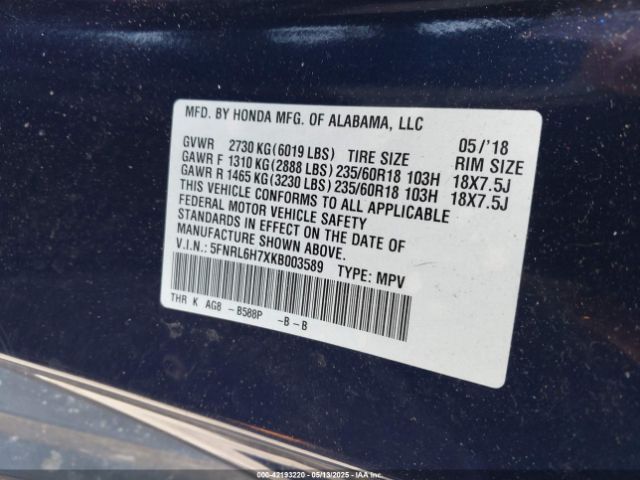 MFD. BY HONDA MFG. OF ALABAMA, LLC
05/'18
GVWR 2730 KG(6019 LBS) TIRE SIZE RIM SIZE
GAWR F 1310 KG(2888 LBS)235/60R18 103H 18X7.5J
GAWR R 1465 KG(3230 LBS)235/60R18 103H 18X7.5J
THIS VEHICLE CONFORMS TO ALL APPLICABLE
FEDERAL MOTOR VEHICLE SAFETY
STANDARDS IN EFFECT ON THE DATE OF
MANUFACTURE SHOWN ABOVE.
V.I.N.: 5FNRL6H7XKB003589 TYPE: MPV
THR K AG8 - B588P -B-B
000-42193220 - 05/13/2025 - IAAI.COM